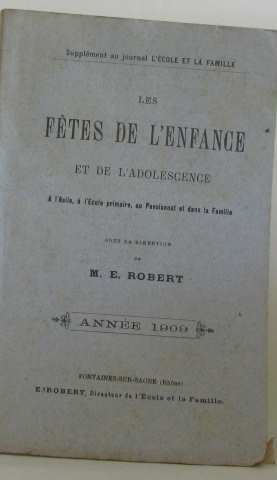 Supplément au journal L'ÉCOLE ET LA FAMILLE
LES
FÊTES DE L'ENFANCE
ET DE L'ADOLESCENCE
A l'Asile, à l'École primaire, au Pensionnat et dans la Famille
SOUS LA DIRECTION
de
M. E. ROBERT
ANNÉE 1909
FONTAINES-SUR-SAONE (Rhône)
E. ROBERT, Directeur de l'École et la Famille.